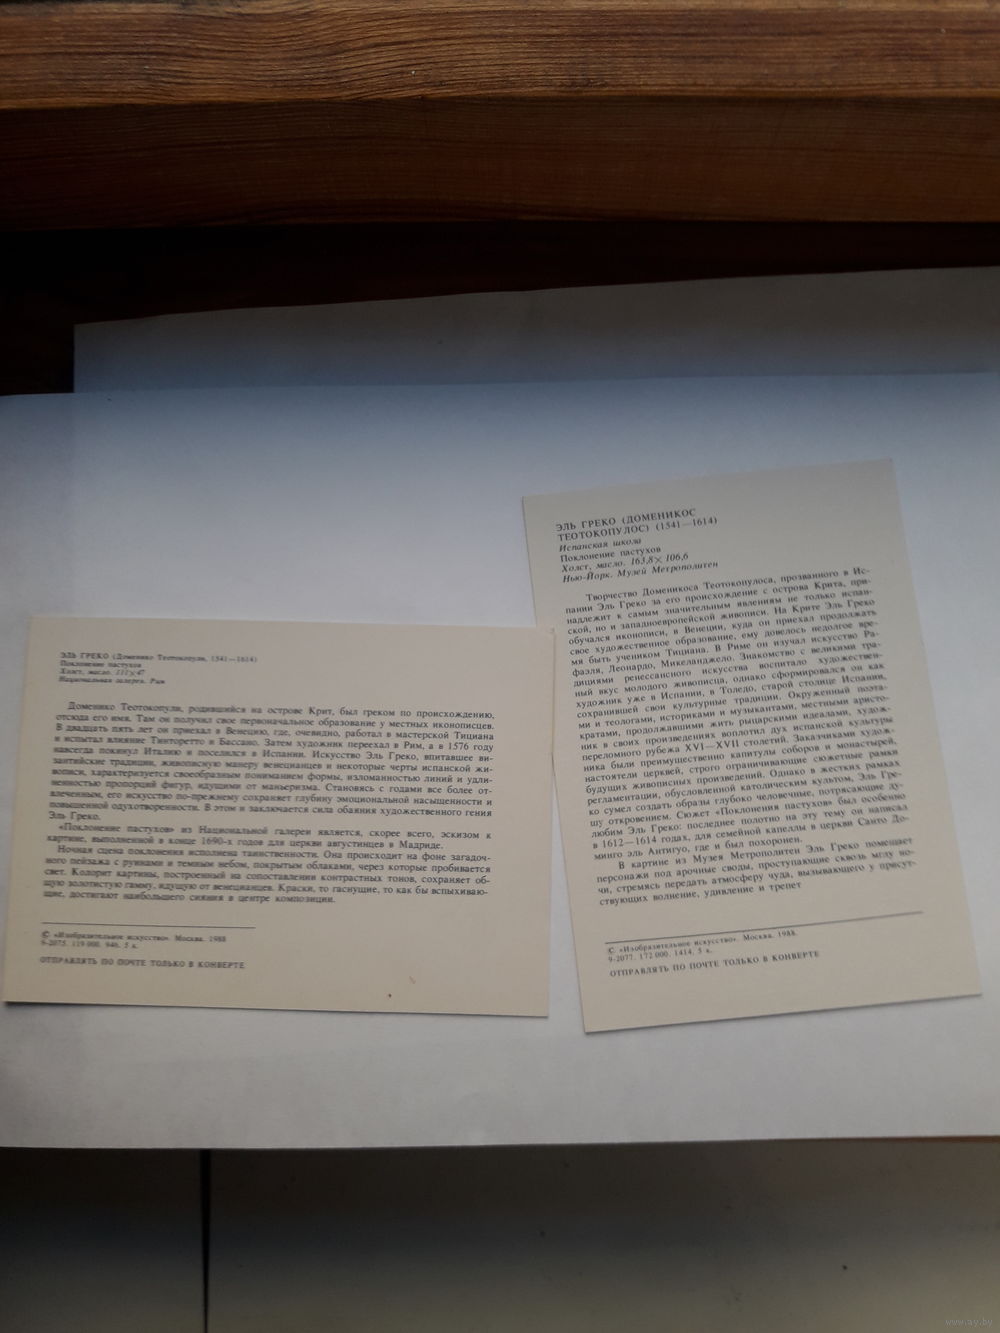 ЭЛЬ ГРЕКО (Доменико Теотокопули, 1541—1614)
Поклонение пастухов
Холст, масло. 111×47
Национальная галерея. Рим
Доменико Теотокопули, родившийся на острове Крит, был греком по происхождению,
отсюда его имя. Там он получил свое первоначальное образование у местных иконописцев.
В двадцать пять лет он приехал в Венецию, где, очевидно, работал в мастерской Тициана
и испытал влияние Тинторетто и Бассано. Затем художник переехал в Рим, а в 1576 году
навсегда покинул Италию и поселился в Испании. Искусство Эль Греко, впитавшее ви-
зантийские традиции, живописную манеру венецианцев и некоторые черты испанской жи-
вописи, характеризуется своеобразным пониманием формы, изломанностью линий и удли-
ненностью пропорций фигур, идущими от маньеризма. Становясь с годами все более от-
влеченным, его искусство по-прежнему сохраняет глубину эмоциональной насыщенности и
повышенной одухотворенности. В этом и заключается сила обаяния художественного гения
Эль Греко.
«Поклонение пастухов» из Национальной галереи является, скорее всего, эскизом к
картине, выполненной в конце 1690-х годов для церкви августинцев в Мадриде.
Ночная сцена поклонения исполнена таинственности. Она происходит на фоне загадоч-
ного пейзажа с руинами и темным небом, покрытым облаками, через которые пробивается
свет. Колорит картины, построенный на сопоставлении контрастных тонов, сохраняет об-
щую золотистую гамму, идущую от венецианцев. Краски, то гаснущие, то как бы вспыхиваю-
щие, достигают наибольшего сияния в центре композиции.
© «Изобразительное искусство». Москва. 1988
9-2075. 119 000. 946. 5 к.
ОТПРАВЛЯТЬ ПО ПОЧТЕ ТОЛЬКО В КОНВЕРТЕ
ЭЛЬ ГРЕКО (ДОМЕНИКОС
ТЕОТОКОПУЛОС) (1541—1614)
Испанская школа
Поклонение пастухов
Холст, масло. 163,8×106,6
Нью-Йорк. Музей Метрополитен
Творчество Доменикоса Теотокопулоса, прозванного в Ис-
пании Эль Греко за его происхождение с острова Крита, при-
надлежит к самым значительным явлениям не только испан-
ской, но и западноевропейской живописи. На Крите Эль Греко
обучался иконописи, в Венеции, куда он приехал продолжать
свое художественное образование, ему довелось недолгое вре-
мя быть учеником Тициана. В Риме он изучал искусство Ра-
фаэля, Леонардо, Микеланджело. Знакомство с великими тра-
дициями ренессансного искусства воспитало художествен-
ный вкус молодого живописца, однако сформировался он как
художник уже в Испании, в Толедо, старой столице Испании,
сохранившей свои культурные традиции. Окруженный поэта-
ми и теологами, историками и музыкантами, местными аристо-
кратами, продолжавшими жить рыцарскими идеалами, худож-
ник в своих произведениях воплотил дух испанской культуры
переломного рубежа XVI—XVII столетий. Заказчиками худож-
ника были преимущественно капитулы соборов и монастырей,
настоятели церквей, строго ограничивающие сюжетные рамки
будущих живописных произведений. Однако в жестких рамках
регламентации, обусловленной католическим культом, Эль Гре-
ко сумел создать образы глубоко человечные, потрясающие ду-
шу откровением. Сюжет «Поклонения пастухов» был особенно
любим Эль Греко: последнее полотно на эту тему он написал
в 1612—1614 годах, для семейной капеллы в церкви Санто До-
минго эль Антигуо, где и был похоронен.
В картине из Музея Метрополитен Эль Греко помещает
персонажи под арочные своды, проступающие сквозь мглу но-
чи, стремясь передать атмосферу чуда, вызывающего у присут-
ствующих волнение, удивление и трепет
© «Изобразительное искусство». Москва. 1988.
9-2077. 172 000. 1414. 5 к.
ОТПРАВЛЯТЬ ПО ПОЧТЕ ТОЛЬКО В КОНВЕРТЕ
www.ay.by